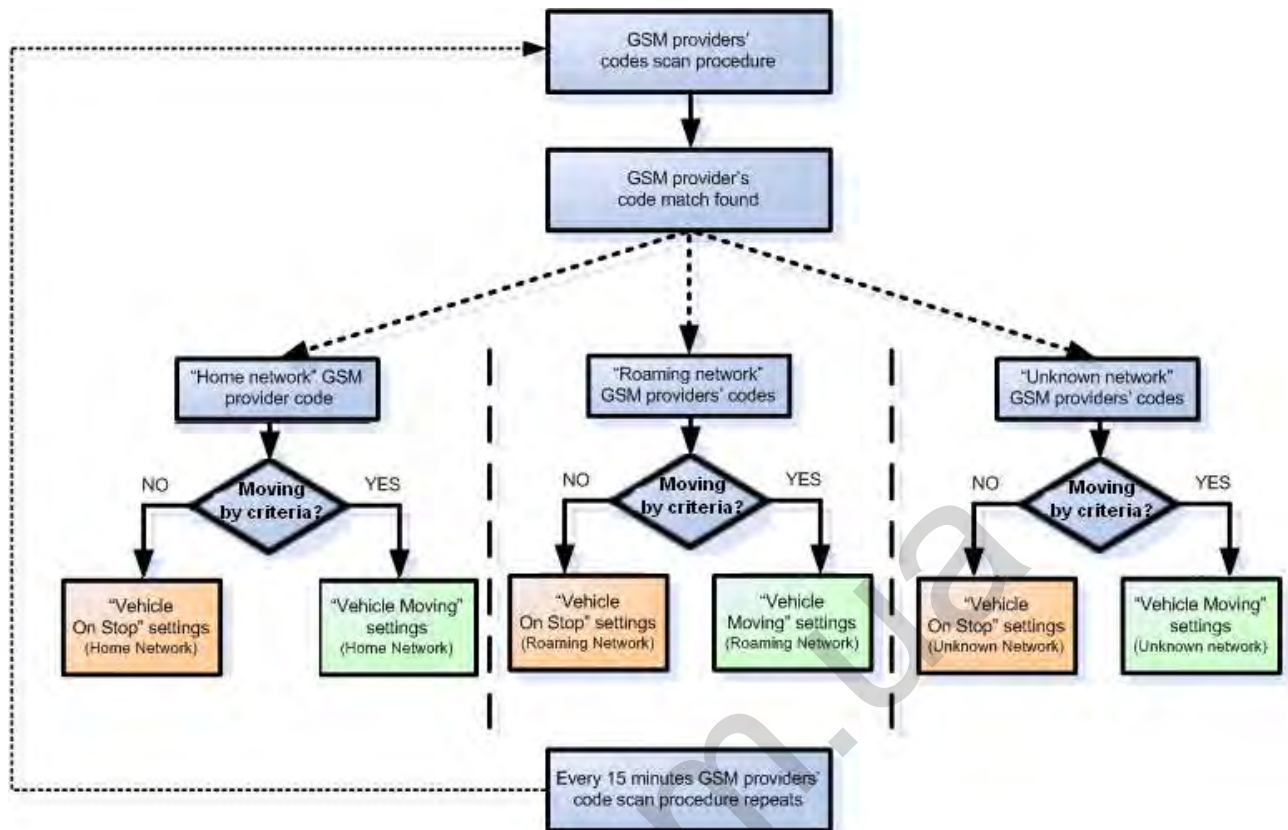 GSM providers'
codes scan procedure
GSM provider's
code match found
"Home network" GSM
provider code
"Roaming network"
GSM providers' codes
"Unknown network"
GSM providers' codes
NO
Moving
by criteria?
YES
NO
Moving
by criteria?
YES
NO
Moving
by criteria?
YES
"Vehicle
On Stop" settings
(Home Network)
"Vehicle Moving"
settings
(Home Network)
"Vehicle
On Stop" settings
(Roaming Network)
"Vehicle
Moving" settings
(Roaming Network)
"Vehicle
On Stop" settings
(Unknown Network)
"Vehicle Moving"
settings
(Unknown network)
Every 15 minutes GSM providers'
code scan procedure repeats
m.ua